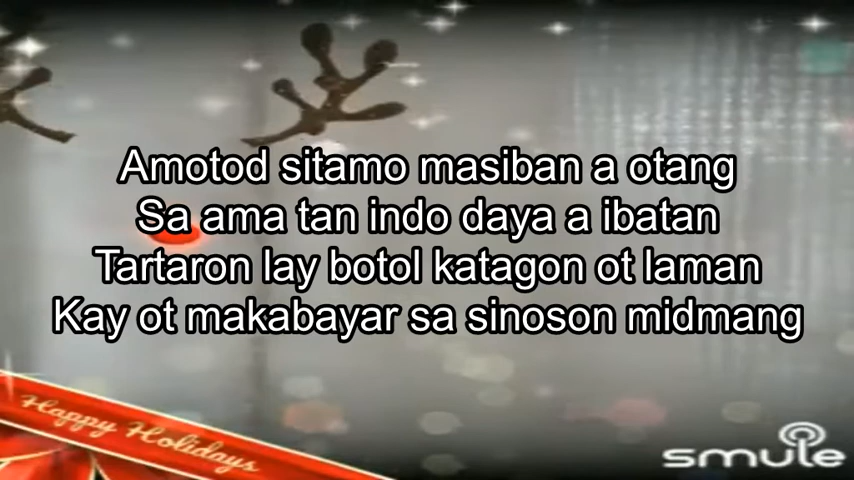 Amotod sitamo masiban a otang
Sa ama tan indo daya a ibatan
Tartaron lay botol katagon ot laman
Kay ot makabayar sa sinoson midmang
Happy Holidays
smule